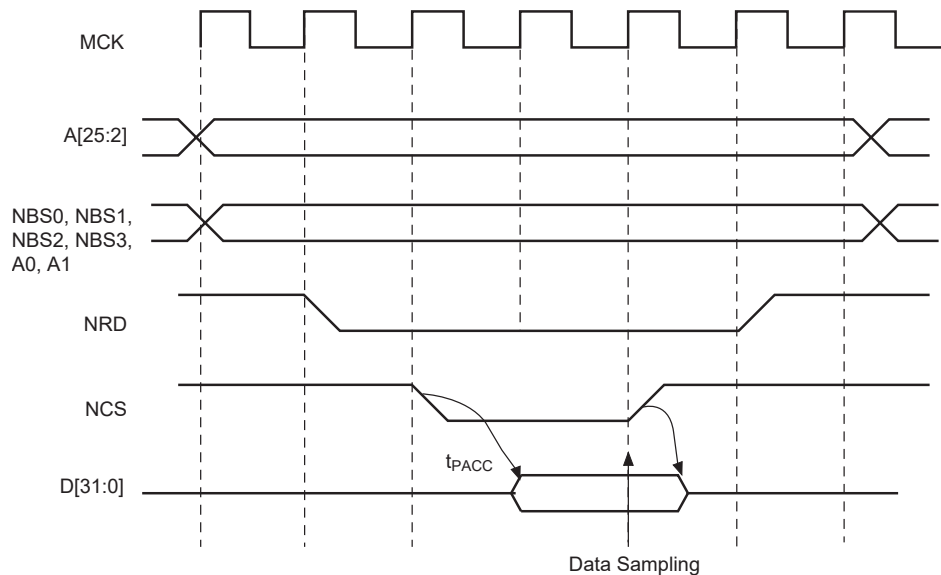 MCK
A[25:2]
NBS0, NBS1,
NBS2, NBS3,
A0, A1
NRD
NCS
tPACC
D[31:0]
Data Sampling